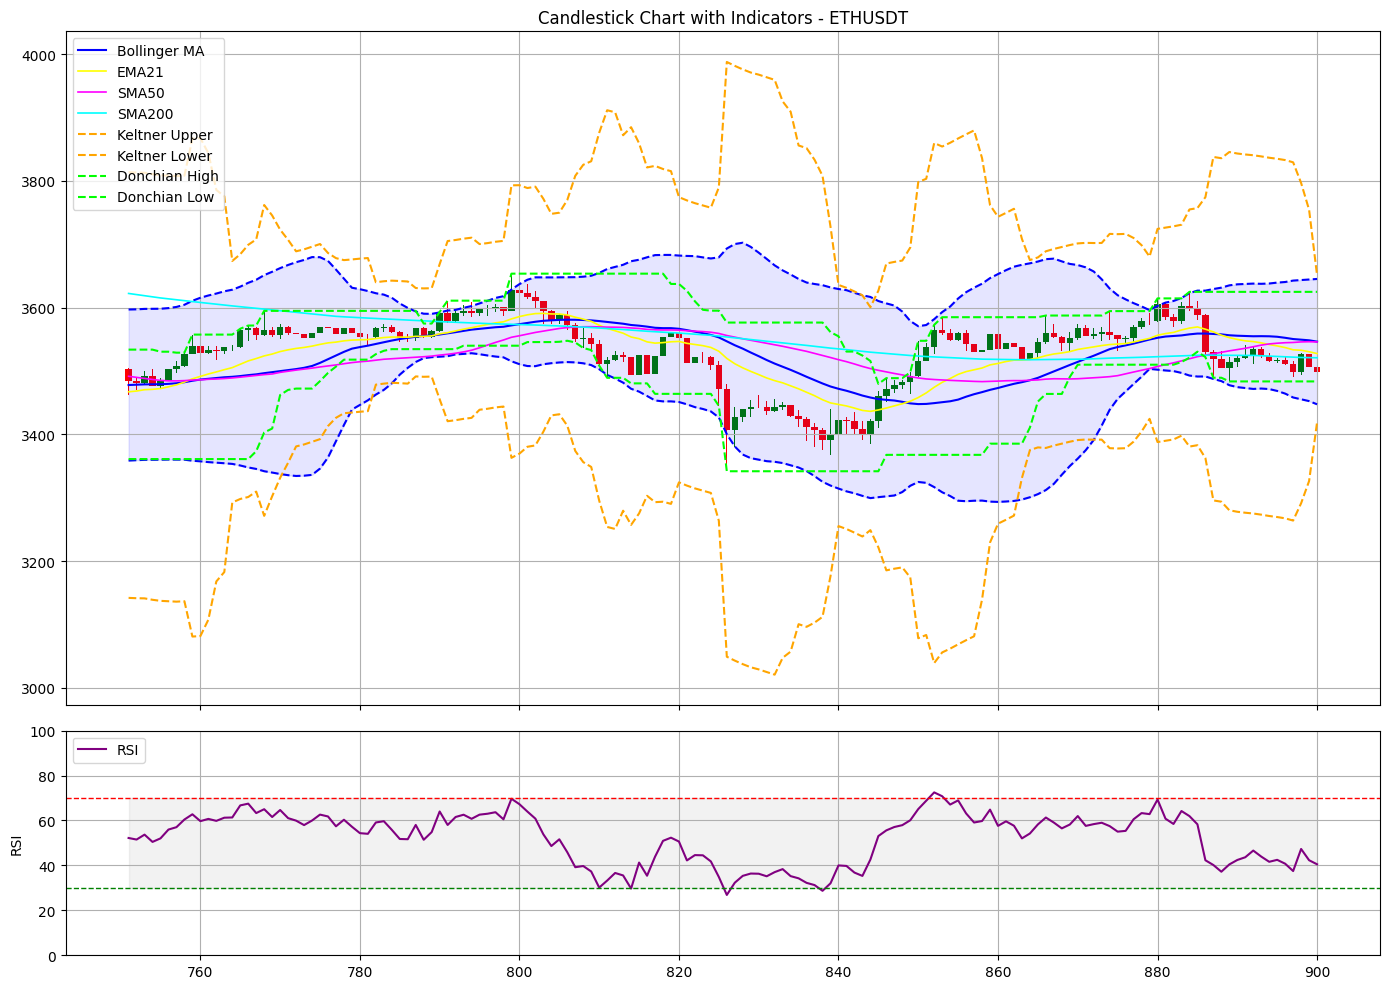 Candlestick Chart with Indicators - ETHUSDT
Bollinger MA
EMA21
SMA50
SMA200
Keltner Upper
Keltner Lower
Donchian High
Donchian Low
4000
3800
3600
3400
3200
3000
RSI
RSI
100
80
60
40
20
0
760
780
800
820
840
860
880
900